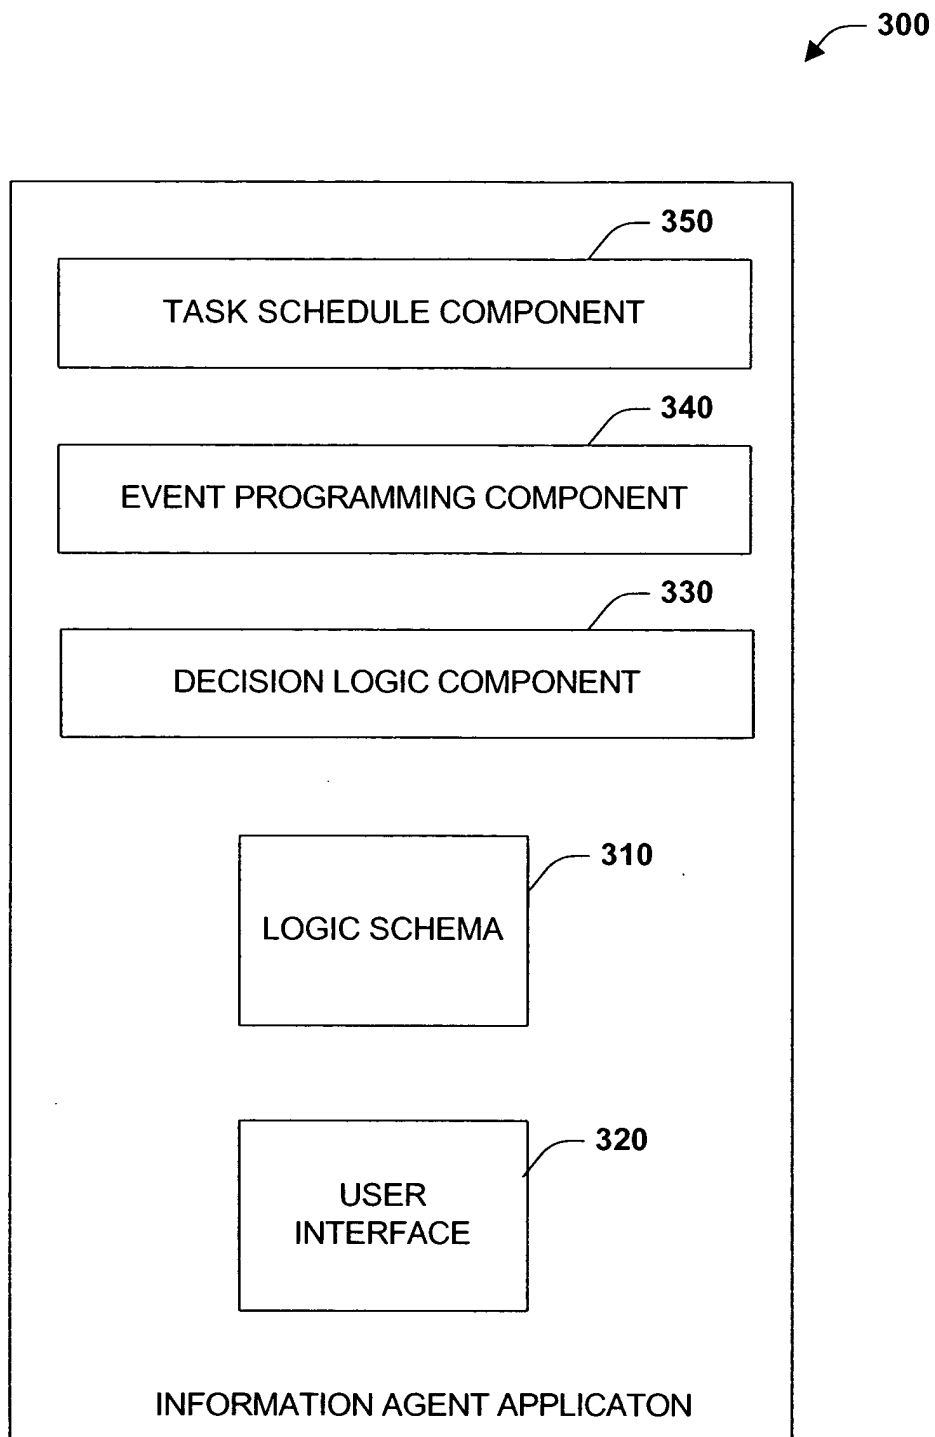 300
350
TASK SCHEDULE COMPONENT
340
EVENT PROGRAMMING COMPONENT
330
DECISION LOGIC COMPONENT
310
LOGIC SCHEMA
320
USER
INTERFACE
INFORMATION AGENT APPLICATON